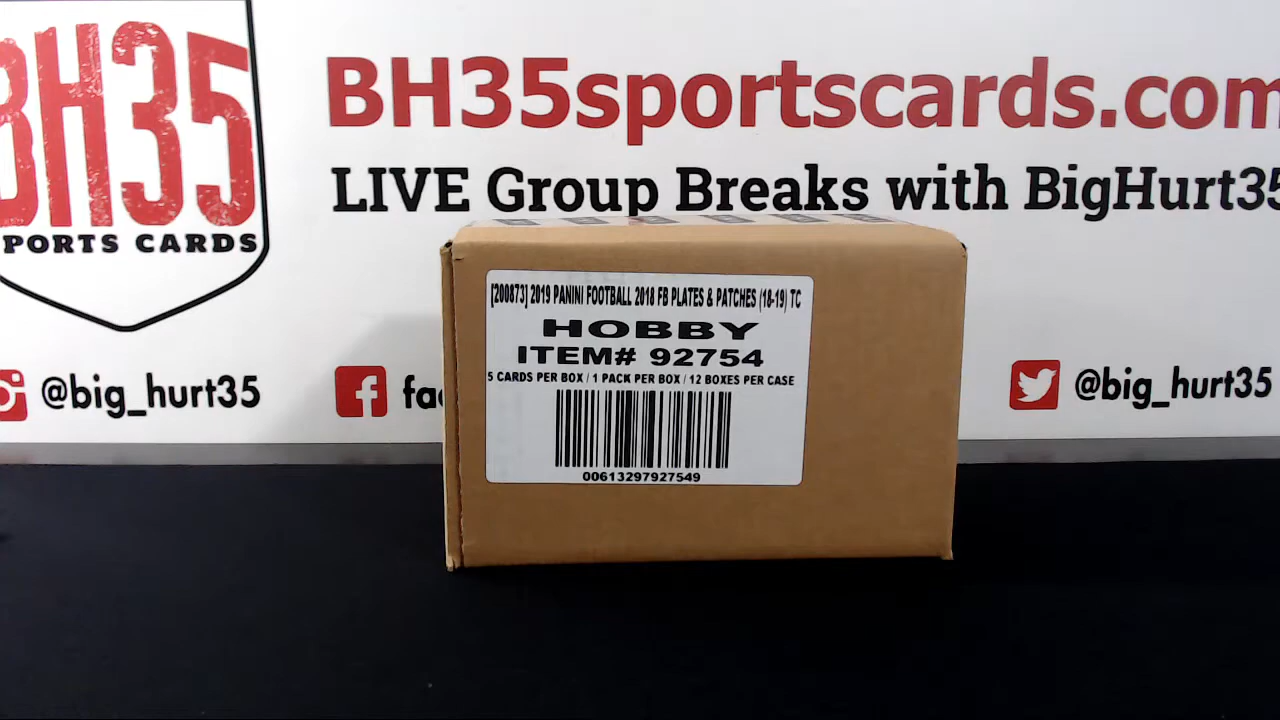 BH35
SPORTS CARDS
BH35sportscards.com
LIVE Group Breaks with BigHurt35
[200873] 2019 PANINI FOOTBALL 2018 FB PLATES & PATCHES (18-19) TC
HOBBY
ITEM# 92754
5 CARDS PER BOX / 1 PACK PER BOX / 12 BOXES PER CASE
00613297927549
@big_hurt35
fa
@big_hurt35